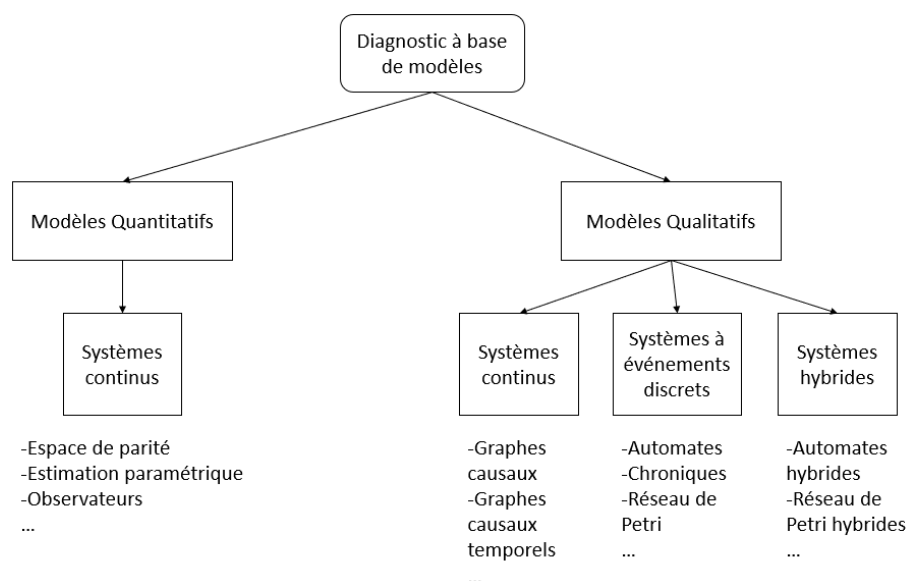 Diagnostic à base
de modèles
Modèles Quantitatifs
Modèles Qualitatifs
Systèmes
continus
Systèmes
continus
Systèmes à
événements
discrets
Systèmes
hybrides
-Espace de parité
-Estimation paramétrique
-Observateurs
...
-Graphes
causaux
-Graphes
causaux
temporels
...
-Automates
-Chroniques
-Réseau de
Petri
...
-Automates
hybrides
-Réseau de
Petri hybrides
...